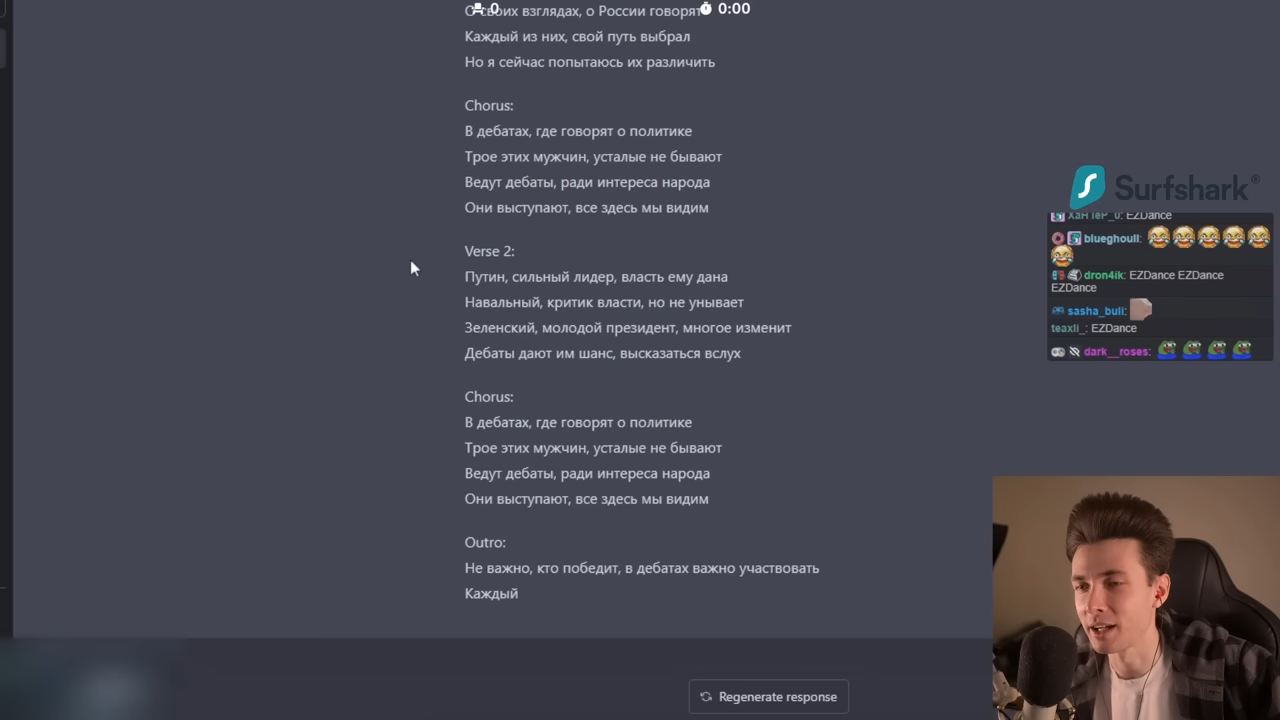 О своих взглядах, о России говорят
0
0:00
Каждый из них, свой путь выбрал
Но я сейчас попытаюсь их различить
Chorus:
В дебатах, где говорят о политике
Трое этих мужчин, усталые не бывают
Ведут дебаты, ради интереса народа
Они выступают, все здесь мы видим
Verse 2:
Путин, сильный лидер, власть ему дана
Навальный, критик власти, но не унывает
Зеленский, молодой президент, многое изменит
Дебаты дают им шанс, высказаться вслух
Chorus:
В дебатах, где говорят о политике
Трое этих мужчин, усталые не бывают
Ведут дебаты, ради интереса народа
Они выступают, все здесь мы видим
Outro:
Не важно, кто победит, в дебатах важно участвовать
Каждый
Regenerate response
Surfshark®
XaHTeP_0: EZDance
blueghoull:
dron4ik: EZDance EZDance
EZDance
sasha_buli:
teaxli_: EZDance
dark__roses: